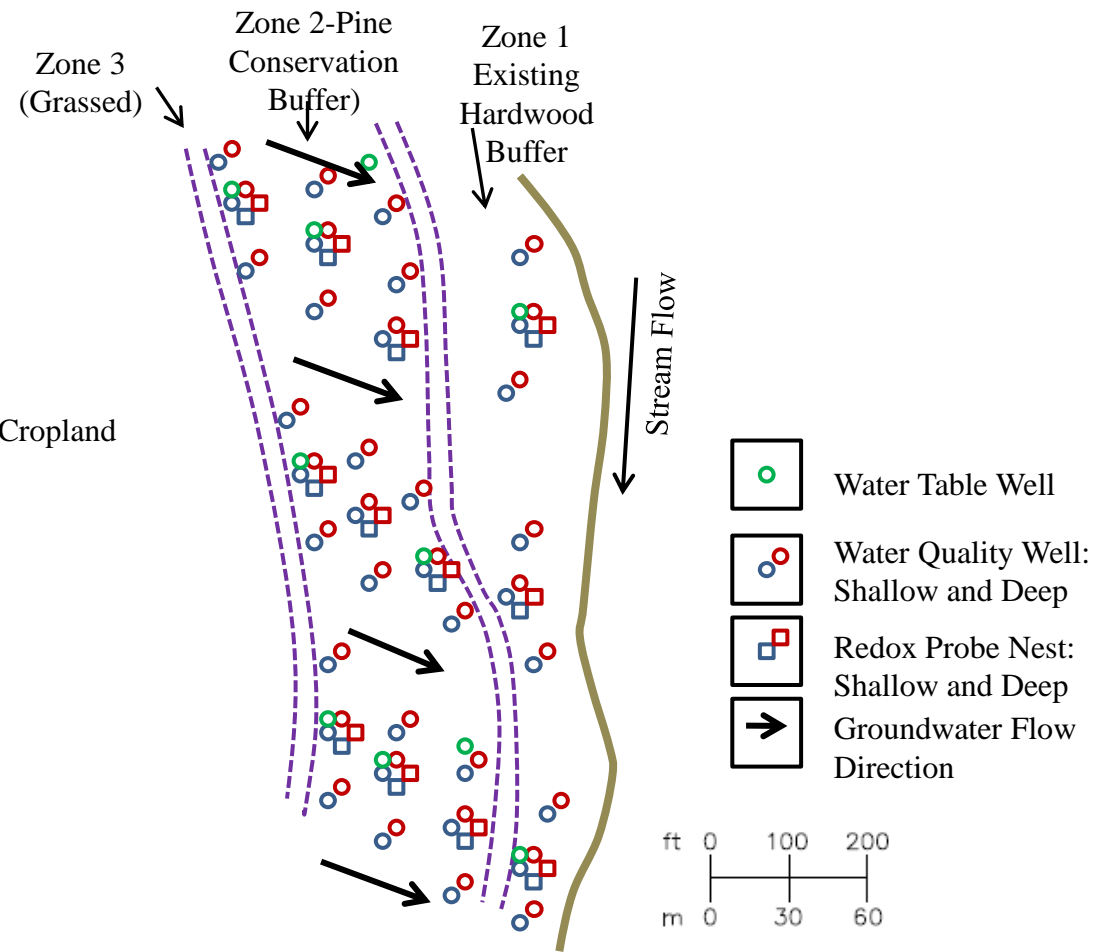 Zone 3
(Grassed)
Zone 2-Pine
Conservation
Buffer)
Zone 1
Existing
Hardwood
Buffer
Stream Flow
Cropland
Water Table Well
Water Quality Well:
Shallow and Deep
Redox Probe Nest:
Shallow and Deep
Groundwater Flow
Direction
ft 0 100 200
m 0 30 60